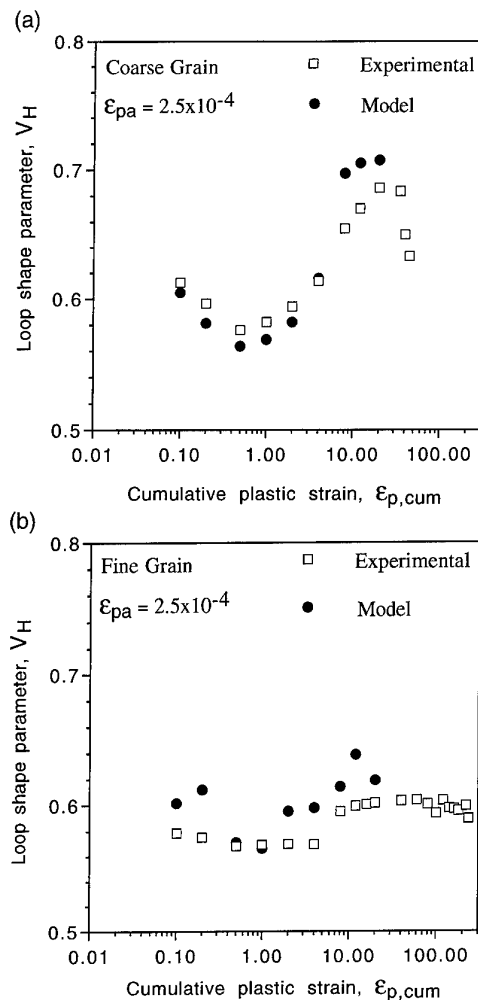 (a)
0.8
Coarse Grain □ Experimental
εpa = 2.5x10-4 ● Model
0.7
0.6
0.5
Loop shape parameter, VH
0.01 0.10 1.00 10.00 100.00
Cumulative plastic strain, εp,cum
(b)
0.8
Fine Grain □ Experimental
εpa = 2.5x10-4 ● Model
0.7
0.6
0.5
Loop shape parameter, VH
0.01 0.10 1.00 10.00 100.00
Cumulative plastic strain, εp,cum